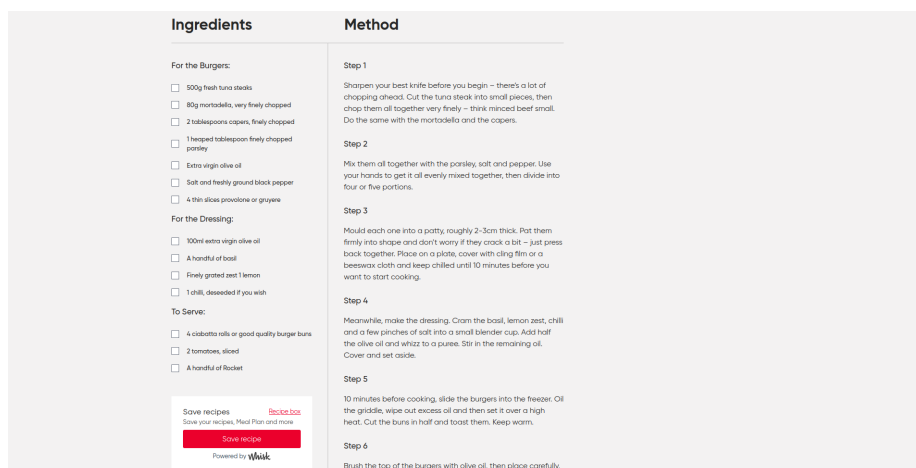 Ingredients
For the Burgers:
500g fresh tuna steaks
80g mortadella, very finely chopped
2 tablespoons capers, finely chopped
1 heaped tablespoon finely chopped
parsley
Extra virgin olive oil
Salt and freshly ground black pepper
4 thin slices provolone or gruyere
For the Dressing:
100ml extra virgin olive oil
A handful of basil
Finely grated zest 1 lemon
1 chilli, deseeded if you wish
To Serve:
4 ciabatta rolls or good quality burger buns
2 tomatoes, sliced
A handful of Rocket
Save recipes
Recipe box
Save your recipes, Meal Plan and more
Save recipe
Powered by Whisk
Method
Step 1
Sharpen your best knife before you begin – there's a lot of
chopping ahead. Cut the tuna steak into small pieces, then
chop them all together very finely – think minced beef small.
Do the same with the mortadella and the capers.
Step 2
Mix them all together with the parsley, salt and pepper. Use
your hands to get it all evenly mixed together, then divide into
four or five portions.
Step 3
Mould each one into a patty, roughly 2-3cm thick. Pat them
firmly into shape and don't worry if they crack a bit – just press
back together. Place on a plate, cover with cling film or a
beeswax cloth and keep chilled until 10 minutes before you
want to start cooking.
Step 4
Meanwhile, make the dressing. Cram the basil, lemon zest, chilli
and a few pinches of salt into a small blender cup. Add half
the olive oil and whizz to a puree. Stir in the remaining oil.
Cover and set aside.
Step 5
10 minutes before cooking, slide the burgers into the freezer. Oil
the griddle, wipe out excess oil and then set it over a high
heat. Cut the buns in half and toast them. Keep warm.
Step 6
Brush the top of the burgers with olive oil, then place carefully,